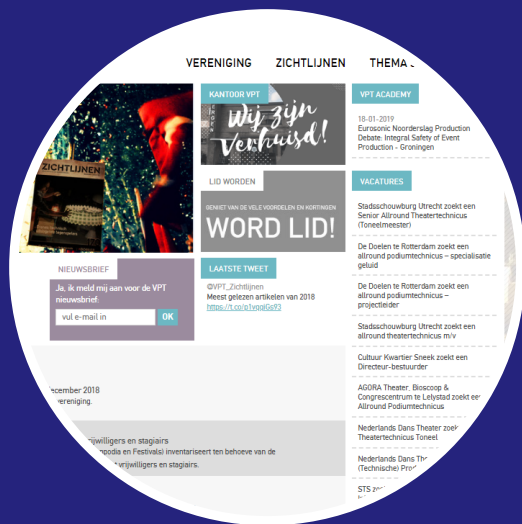 VERENIGING ZICHTLIJNEN THEMA
ZICHTLIJNEN
KANTOOR VPT
Wij zijn
Verhuisd!
LID WORDEN
GENIET VAN DE VELE VOORDELEN EN KORTINGEN
WORD LID!
NIEUWSBRIEF
Ja, ik meld mij aan voor de VPT
nieuwsbrief:
vul e-mail in OK
LAATSTE TWEET
@VPT_Zichtlijnen
Meest gelezen artikelen van 2018
https://t.co/p1vqqiGs93
ecember 2018
vereniging.
rijwilligers en stagiairs
podia en Festivals) inventariseert ten behoeve van de
vrijwilligers en stagiairs.
VPT ACADEMY
18-01-2019
Eurosonic Noorderslag Production
Debate: Integral Safety of Event
Production - Groningen
VACATURES
Stadsschouwburg Utrecht zoekt een
Senior Allround Theatertechnicus
(Toneelmeester)
De Doelen te Rotterdam zoekt een
allround podiumtechnicus – specialisatie
geluid
De Doelen te Rotterdam zoekt een
allround podiumtechnicus –
projectleider
Stadsschouwburg Utrecht zoekt een
allround theatertechnicus m/v
Cultuur Kwartier Sneek zoekt een
Directeur-bestuurder
AGORA Theater, Bioscoop &
Congrescentrum te Lelystad zoekt een
Allround Podiumtechnicus
Nederlands Dans Theater zoek
Theatertechnicus Toneel
Nederlands Dans The
(Technische) Prod
STS zoe